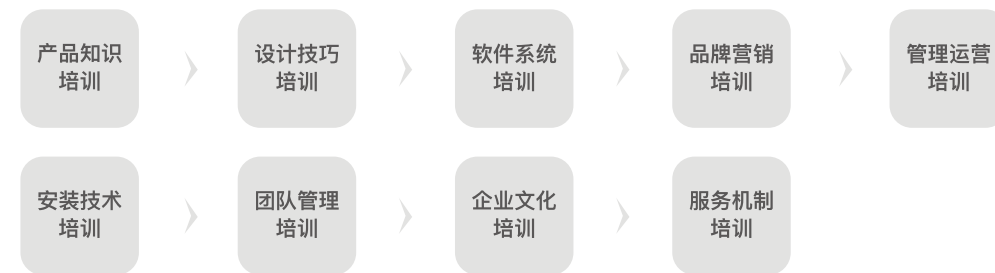 产品知识
培训
设计技巧
培训
软件系统
培训
品牌营销
培训
管理运营
培训
安装技术
培训
团队管理
培训
企业文化
培训
服务机制
培训